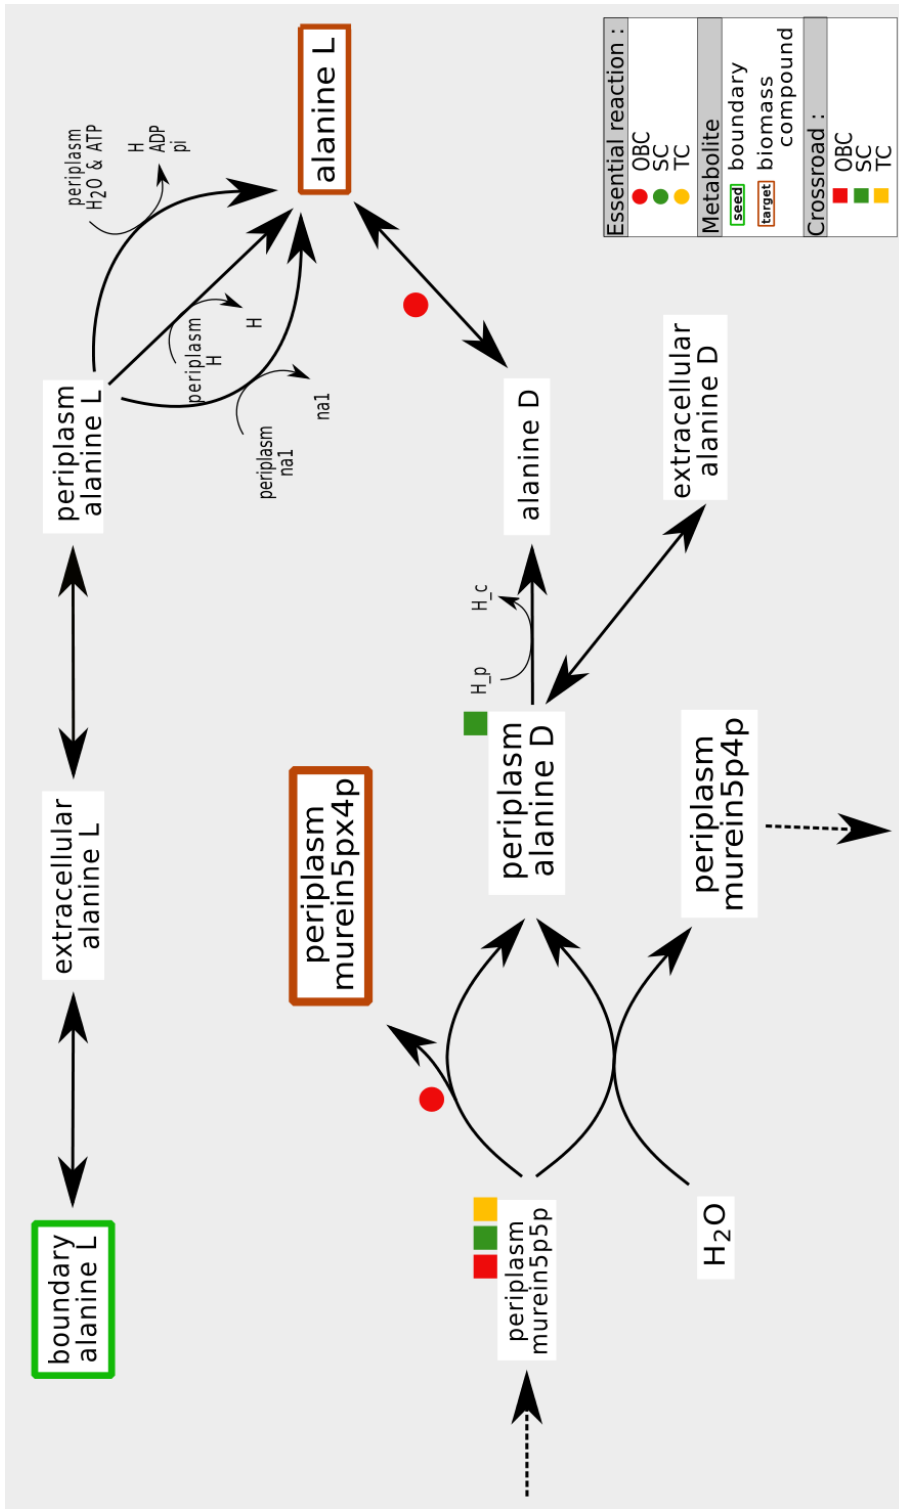 boundary
alanine L
extracellular
alanine L
periplasm
alanine L
periplasm
H2O & ATP
H
ADP
pi
periplasm
H
H
periplasm
na1
na1
alanine L
periplasm
murein5px4p
periplasm
murein5p5p
H2O
periplasm
alanine D
H_p
H_c
alanine D
periplasm
murein5p4p
extracellular
alanine D
Essential reaction :
OBC
SC
TC
Metabolite
seed boundary
target biomass
compound
Crossroad :
OBC
SC
TC